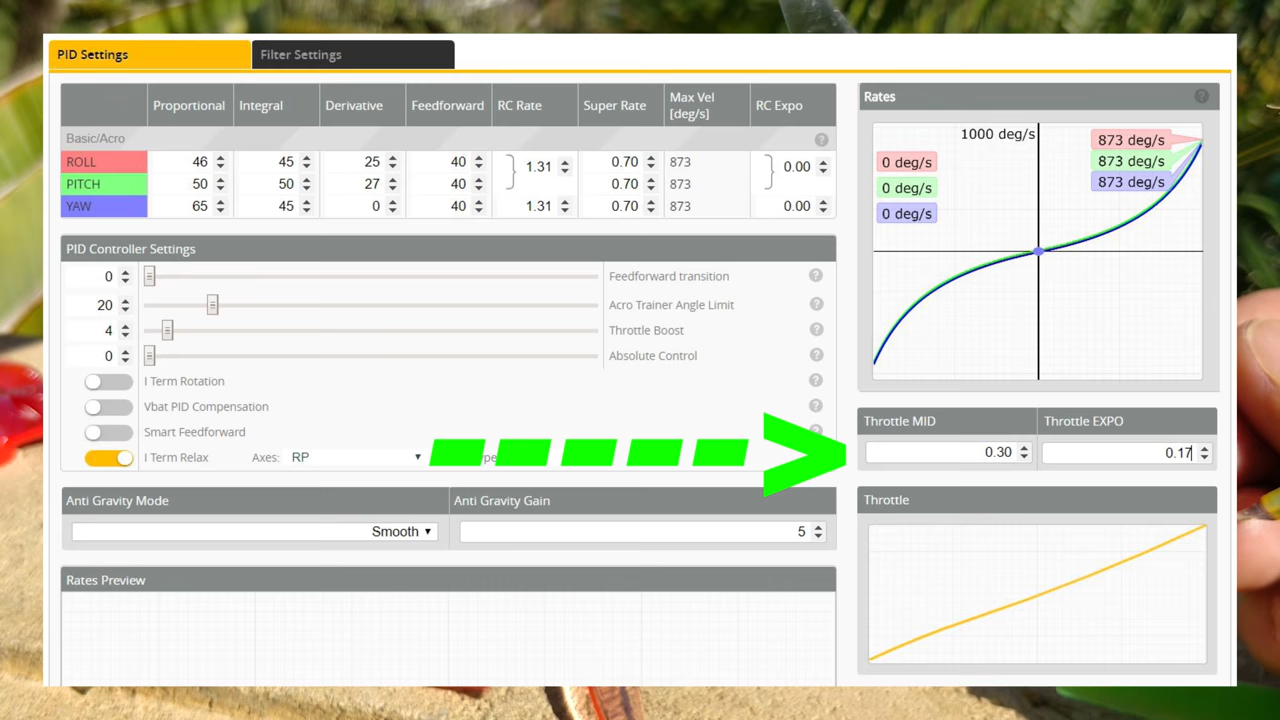 PID Settings
Filter Settings
Proportional Integral Derivative Feedforward RC Rate Super Rate Max Vel [deg/s] RC Expo
Basic/Acro
ROLL 46 45 25 40 1.31 0.70 873 0.00
PITCH 50 50 27 40 0.70 873
YAW 65 45 0 40 1.31 0.70 873 0.00
PID Controller Settings
0 Feedforward transition
20 Acro Trainer Angle Limit
4 Throttle Boost
0 Absolute Control
I Term Rotation
Vbat PID Compensation
Smart Feedforward
I Term Relax Axes: RP
Anti Gravity Mode Anti Gravity Gain
Smooth 5
Rates Preview
Rates
1000 deg/s
873 deg/s
873 deg/s
873 deg/s
0 deg/s
0 deg/s
0 deg/s
Throttle MID Throttle EXPO
0.30 0.17
Throttle